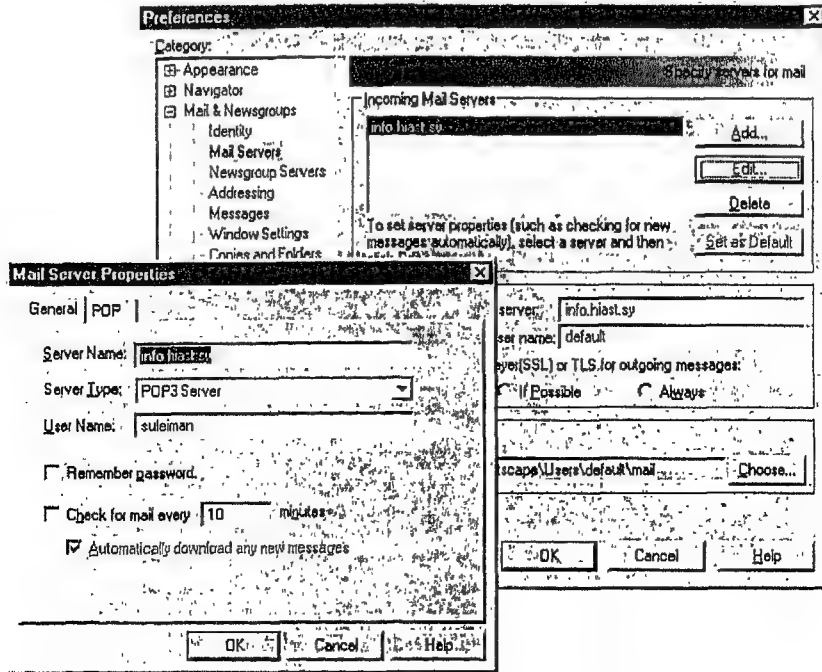 Preferences
Category:
Appearance
Navigator
Mail & Newsgroups
Identity
Mail Servers
Newsgroup Servers
Addressing
Messages
Window Settings
Copies and Folders
Specify servers for mail
Incoming Mail Servers
info.hiast.sy
Add...
Edit...
Delete
Set as Default
To set server properties (such as checking for new
messages automatically), select a server and then
server: info.hiast.sy
ser name: default
ayer(SSL) or TLS for outgoing messages:
If Possible
Always
tscape\Users\default\mail
Choose...
OK
Cancel
Help
Mail Server Properties
General
POP
Server Name: info.hiast.sy
Server Type: POP3 Server
User Name: suleiman
Remember password.
Check for mail every 10 minutes
Automatically download any new messages
OK
Cancel
Help